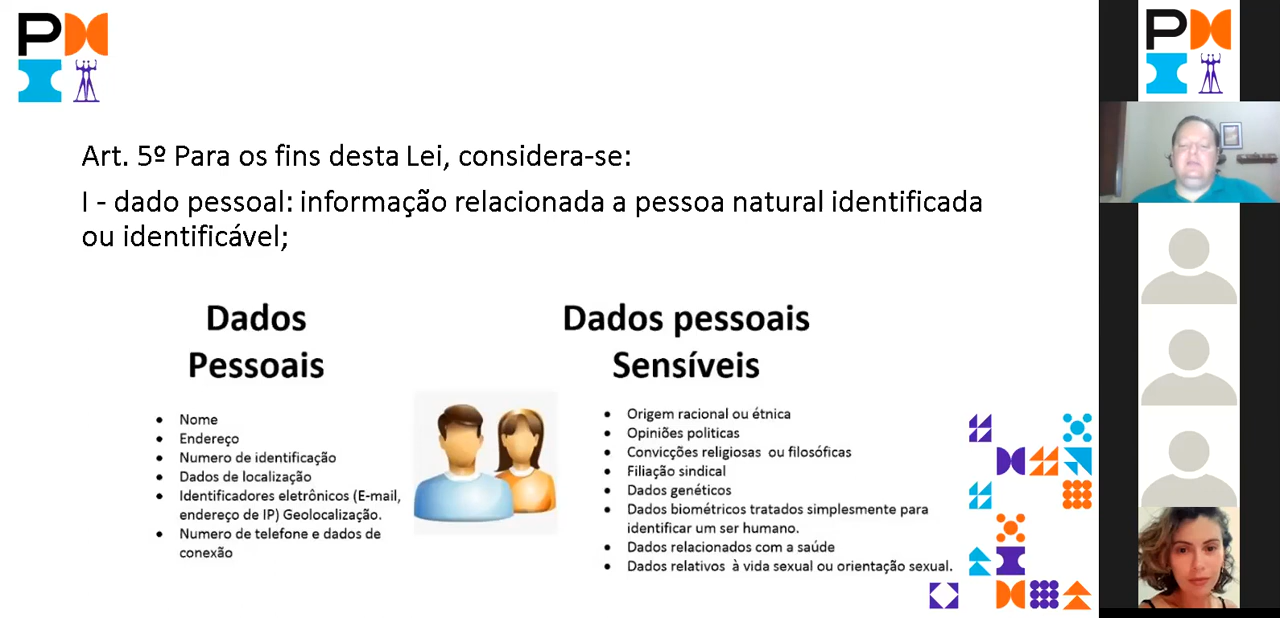 PMI
Art. 5º Para os fins desta Lei, considera-se:
I - dado pessoal: informação relacionada a pessoa natural identificada
ou identificável;
Dados
Pessoais
• Nome
• Endereço
• Numero de identificação
• Dados de localização
• Identificadores eletrônicos (E-mail,
endereço de IP) Geolocalização.
• Numero de telefone e dados de
conexão
Dados pessoais
Sensíveis
• Origem racional ou étnica
• Opiniões politicas
• Convicções religiosas ou filosóficas
• Filiação sindical
• Dados genéticos
• Dados biométricos tratados simplesmente para
identificar um ser humano.
• Dados relacionados com a saúde
• Dados relativos à vida sexual ou orientação sexual.
PMI